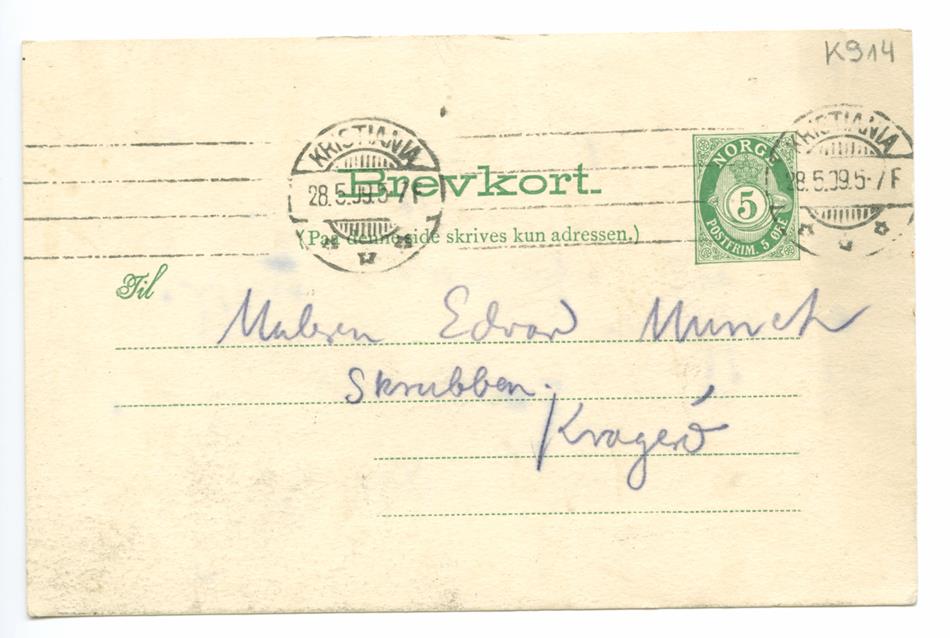 K914
KRISTIANIA
28.5.09.5-7F
Brevkort.
(Paa denne side skrives kun adressen.)
NORGE
5
POSTFRIM. 5 ØRE
KRISTIANIA
28.5.09.5-7F
Til
Maleren Edvard Munch
Skrubben.
Kragerö